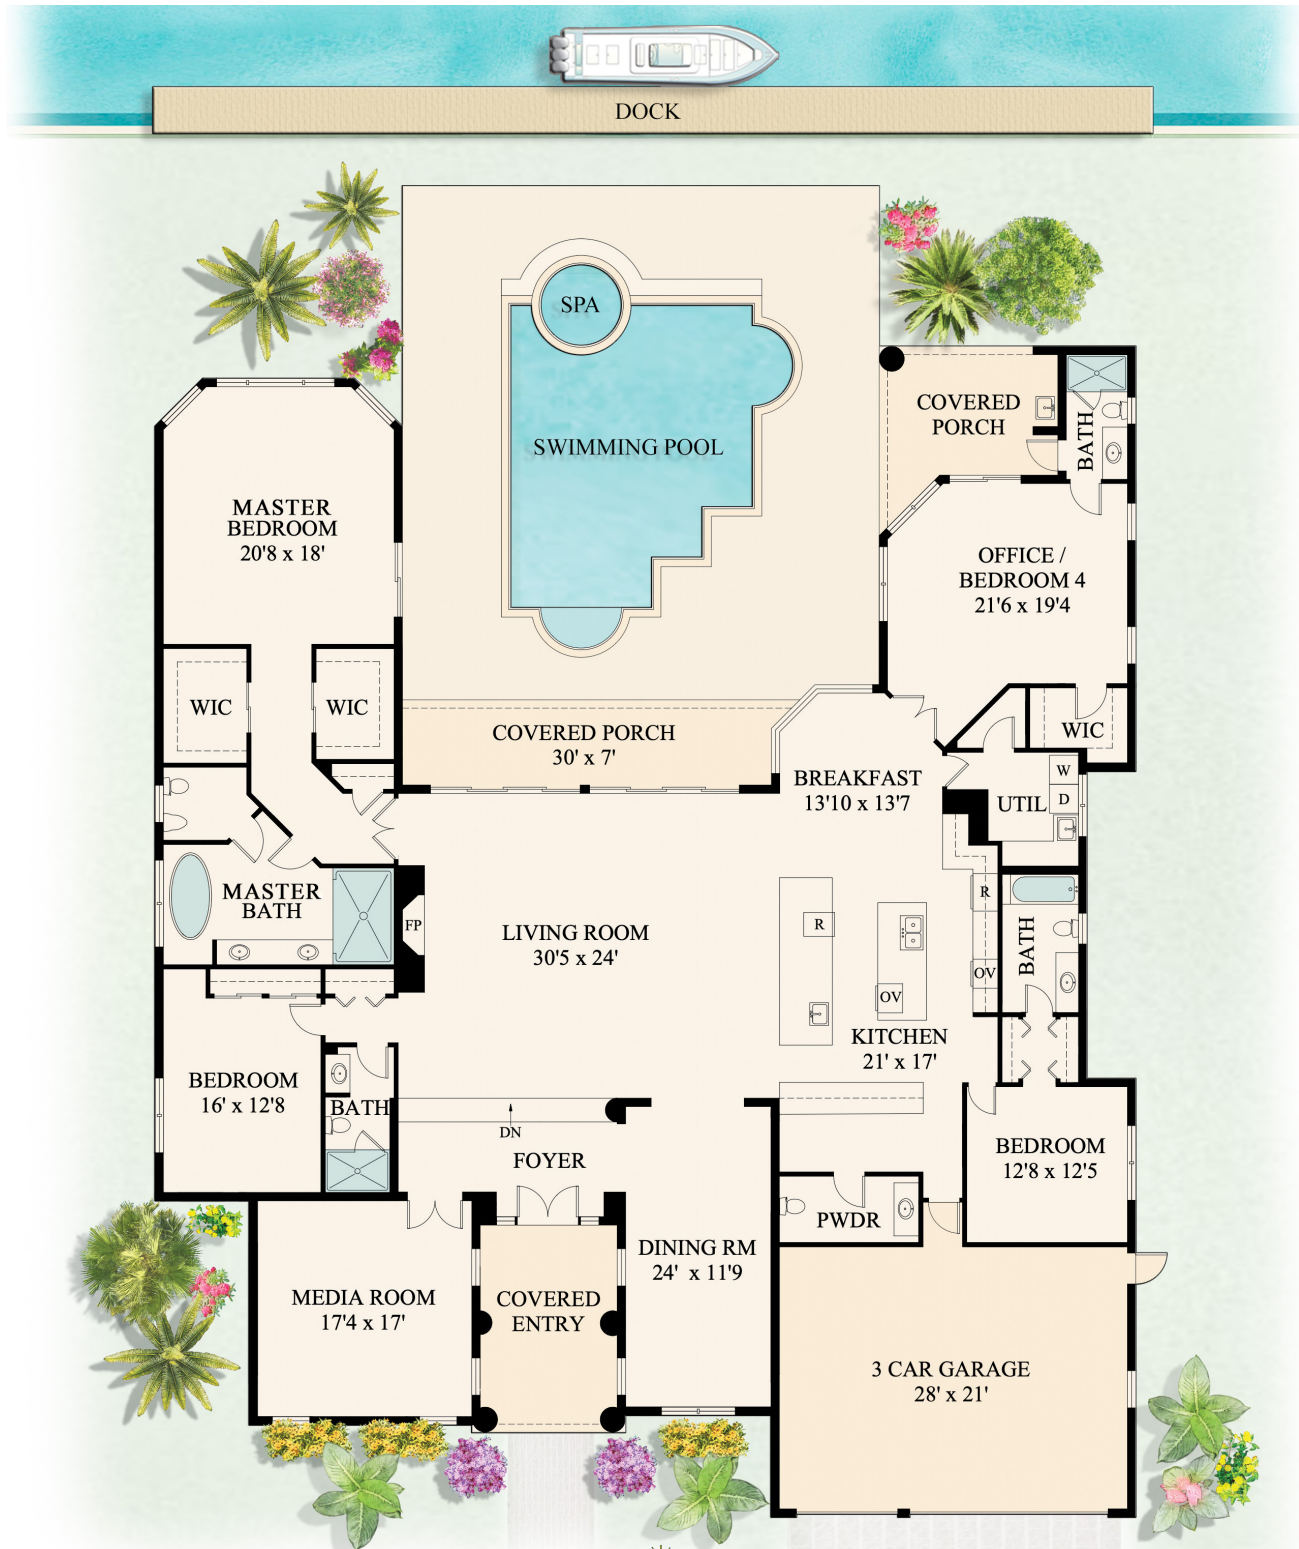 DOCK
SPA
SWIMMING POOL
COVERED
PORCH
BATH
MASTER
BEDROOM
20'8 x 18'
OFFICE /
BEDROOM 4
21'6 x 19'4
WIC
WIC
WIC
COVERED PORCH
30' x 7'
BREAKFAST
13'10 x 13'7
W
D
UTIL
MASTER
BATH
FP
LIVING ROOM
30'5 x 24'
R
R
OV
OV
BATH
KITCHEN
21' x 17'
BEDROOM
16' x 12'8
BATH
DN
FOYER
BEDROOM
12'8 x 12'5
PWDR
DINING RM
24' x 11'9
MEDIA ROOM
17'4 x 17'
COVERED
ENTRY
3 CAR GARAGE
28' x 21'